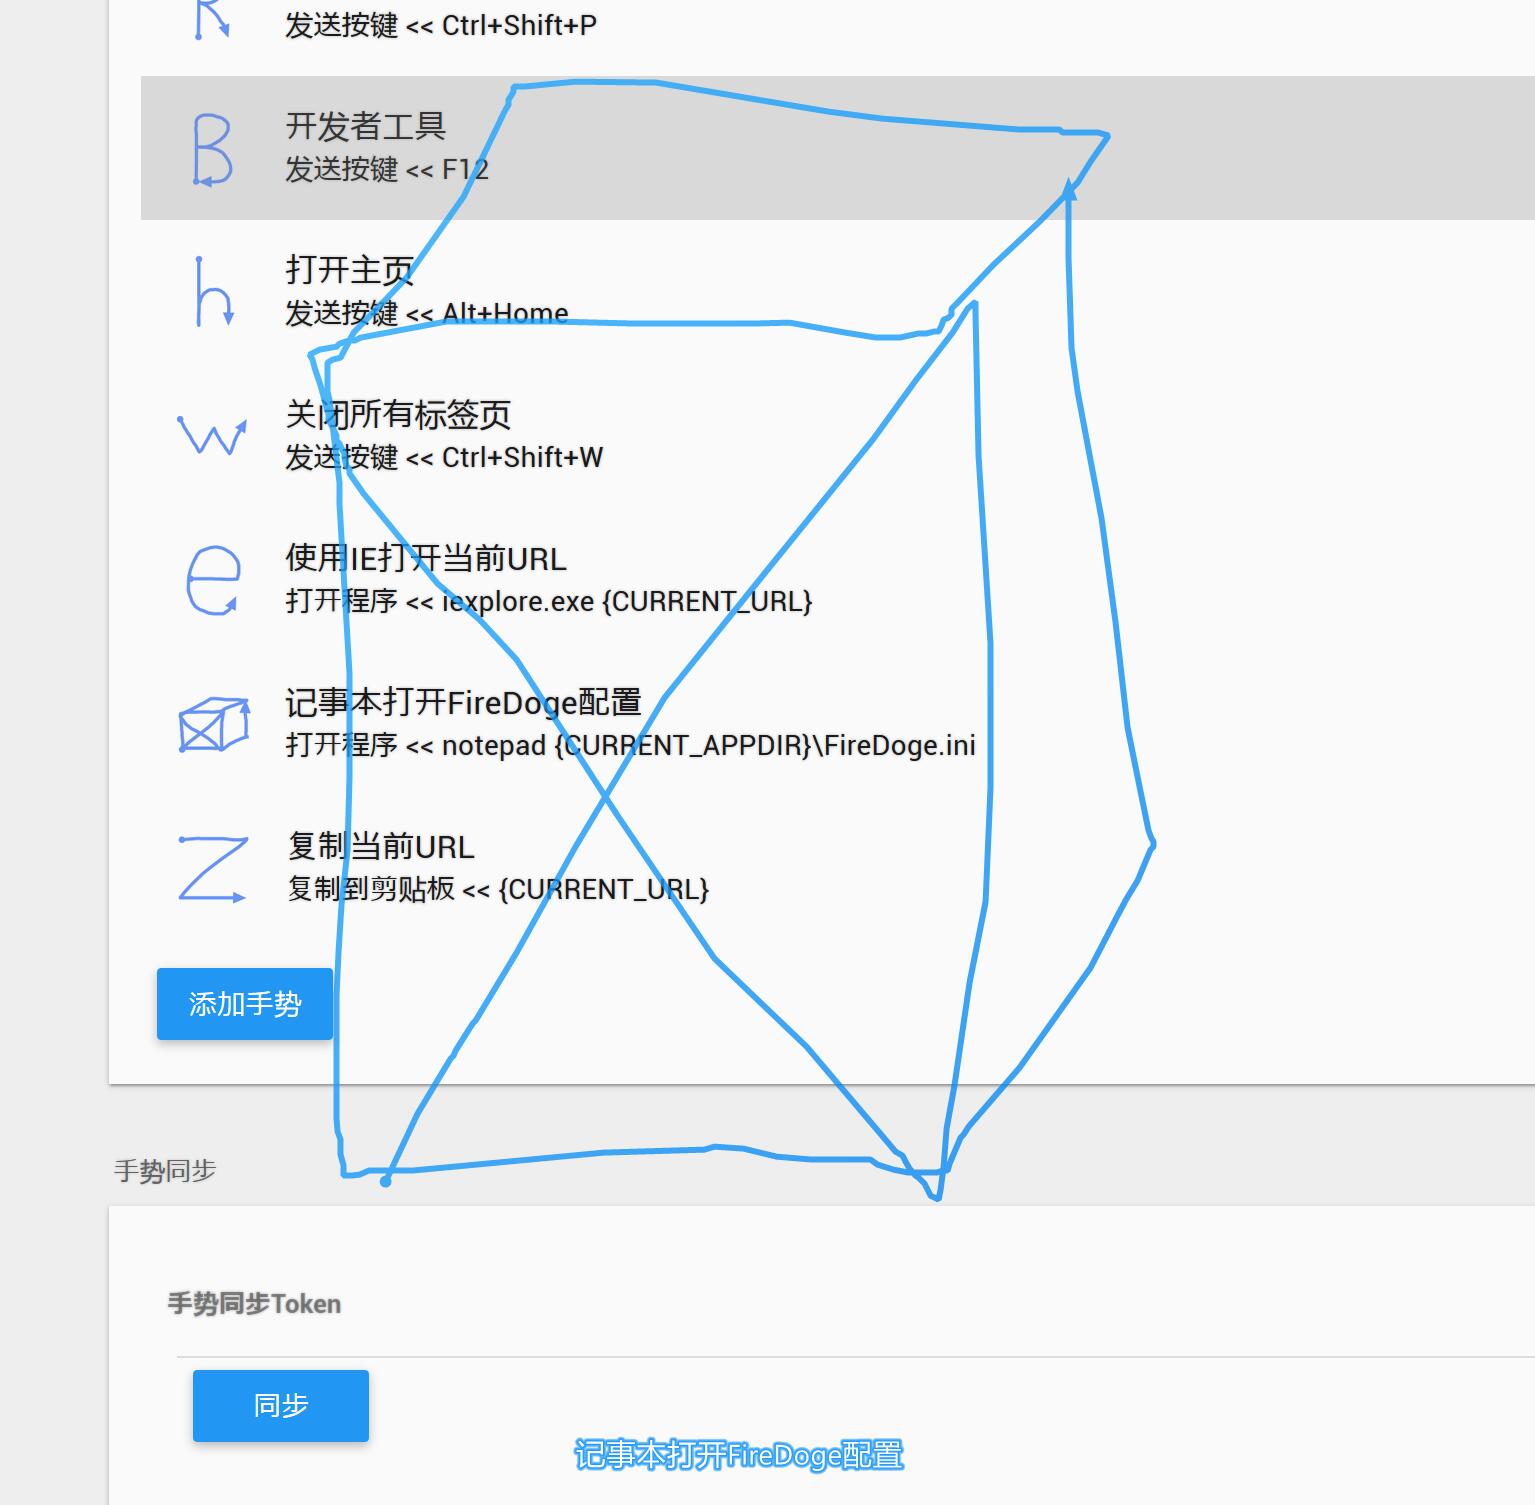 发送按键 << Ctrl+Shift+P
开发者工具
发送按键 << F12
打开主页
发送按键 << Alt+Home
关闭所有标签页
发送按键 << Ctrl+Shift+W
使用IE打开当前URL
打开程序 << iexplore.exe {CURRENT_URL}
记事本打开FireDoge配置
打开程序 << notepad {CURRENT_APPDIR}\FireDoge.ini
复制当前URL
复制到剪贴板 << {CURRENT_URL}
添加手势
手势同步
手势同步Token
同步
记事本打开FireDoge配置